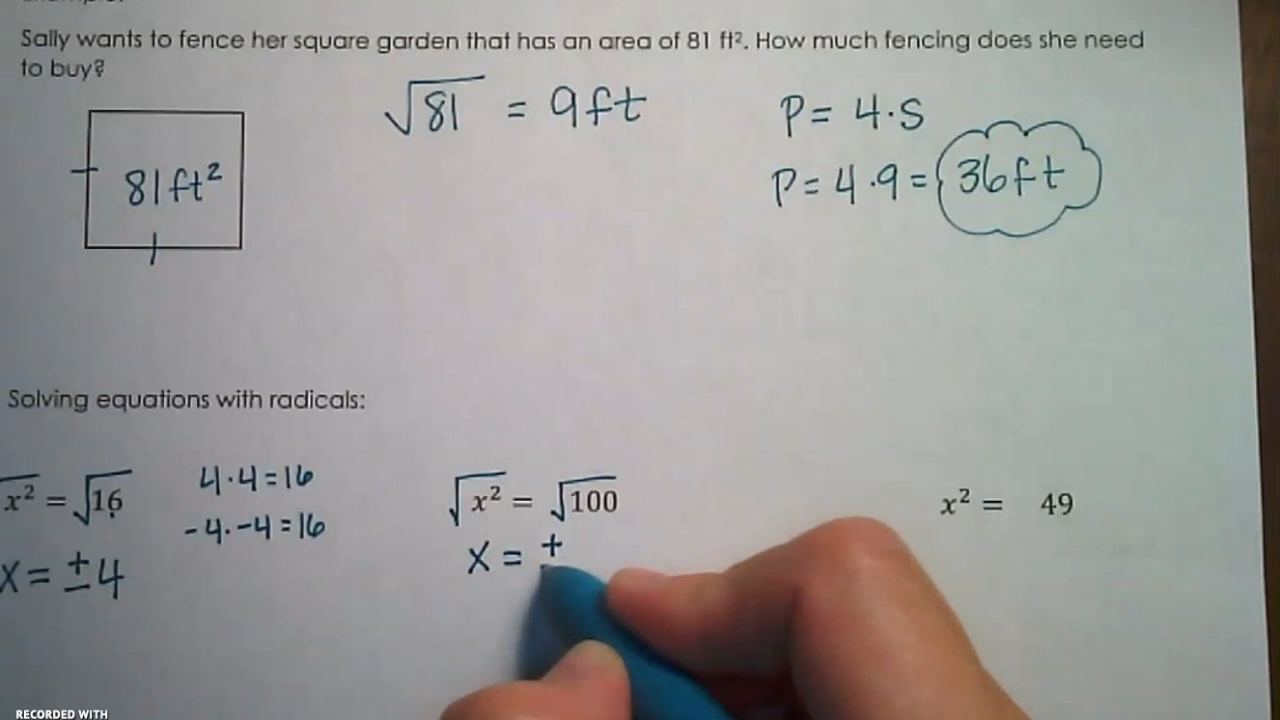 Sally wants to fence her square garden that has an area of 81 ft². How much fencing does she need
to buy?
√81 = 9ft
P = 4·S
81ft²
P = 4·9 = 36ft
Solving equations with radicals:
√x² = √16
4·4=16
-4·-4=16
x = ±4
√x² = √100
x = ±
x² = 49
RECORDED WITH